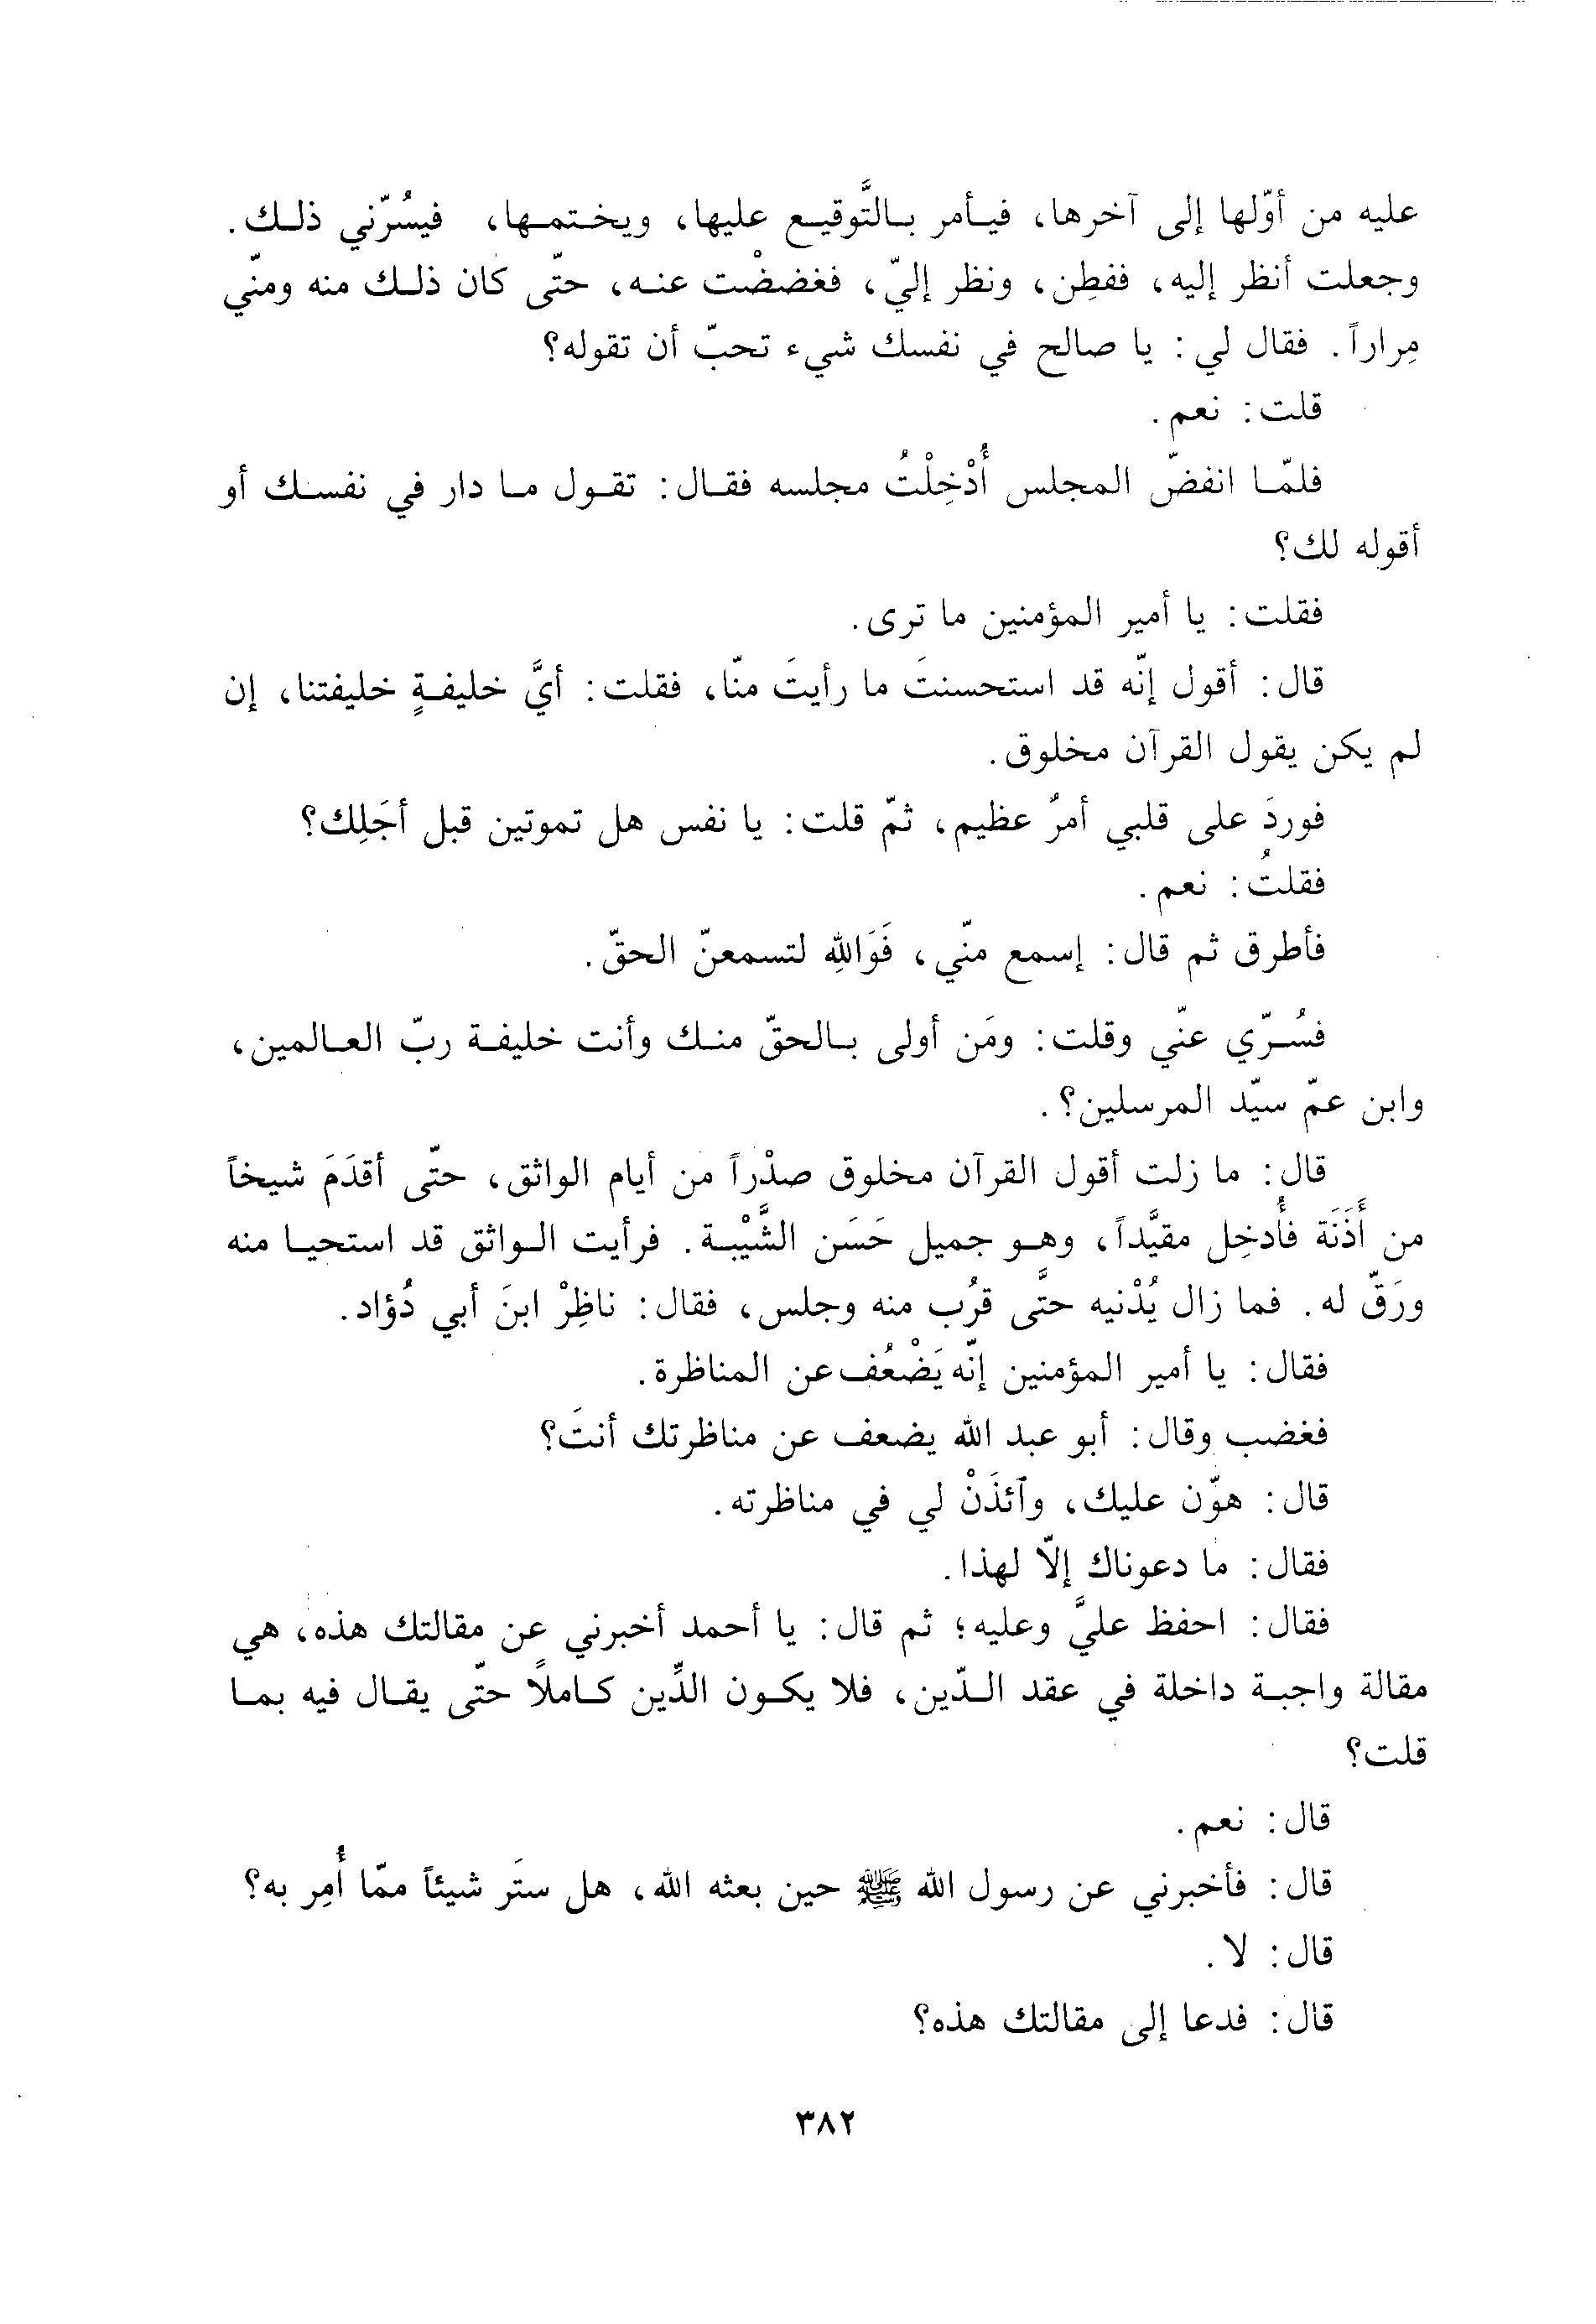 عليه من أوّلها إلى آخرها، فيأمر بالتَّوقيع عليها، ويختمها، فيسُرّني ذلك.
وجعلت أنظر إليه، ففطِن، ونظر إليّ، فغضضْت عنه، حتّى كان ذلك منه ومنّي
مِراراً. فقال لي: يا صالح في نفسك شيء تحبّ أن تقوله؟
قلت: نعم.
فلمّا انفضّ المجلس أُدْخِلْتُ مجلسه فقال: تقول ما دار في نفسك أو
أقوله لك؟
فقلت: يا أمير المؤمنين ما ترى.
قال: أقول إنّه قد استحسنتَ ما رأيتَ منّا، فقلت: أيَّ خليفةٍ خليفتنا، إن
لم يكن يقول القرآن مخلوق.
فوردَ على قلبي أمرٌ عظيم، ثمّ قلت: يا نفس هل تموتين قبل أجَلِك؟
فقلتُ: نعم.
فأطرق ثم قال: إسمع منّي، فَوَاللهِ لتسمعنّ الحقّ.
فسُرّي عنّي وقلت: ومَن أولى بالحقّ منك وأنت خليفة ربّ العالمين،
وابن عمّ سيّد المرسلين؟.
قال: ما زلت أقول القرآن مخلوق صدْراً من أيام الواثق، حتّى أقدَمَ شيخاً
من أَذَنَة فأُدخِل مقيَّداً، وهو جميل حَسَن الشَّيْبة. فرأيت الواثق قد استحيا منه
ورَقّ له. فما زال يُدْنيه حتَّى قرُب منه وجلس، فقال: ناظِرْ ابنَ أبي دُؤاد.
فقال: يا أمير المؤمنين إنّه يَضْعُف عن المناظرة.
فغضب وقال: أبو عبد الله يضعف عن مناظرتك أنتَ؟
قال: هوّن عليك، وٱئذَنْ لي في مناظرته.
فقال: ما دعوناك إلّا لهذا.
فقال: احفظ عليَّ وعليه؛ ثم قال: يا أحمد أخبرني عن مقالتك هذه، هي
مقالة واجبة داخلة في عقد الدّين، فلا يكون الدِّين كاملًا حتّى يقال فيه بما
قلت؟
قال: نعم.
قال: فأخبرني عن رسول الله ﷺ حين بعثه الله، هل ستَر شيئاً ممّا أُمِر به؟
قال: لا.
قال: فدعا إلى مقالتك هذه؟
٣٨٢